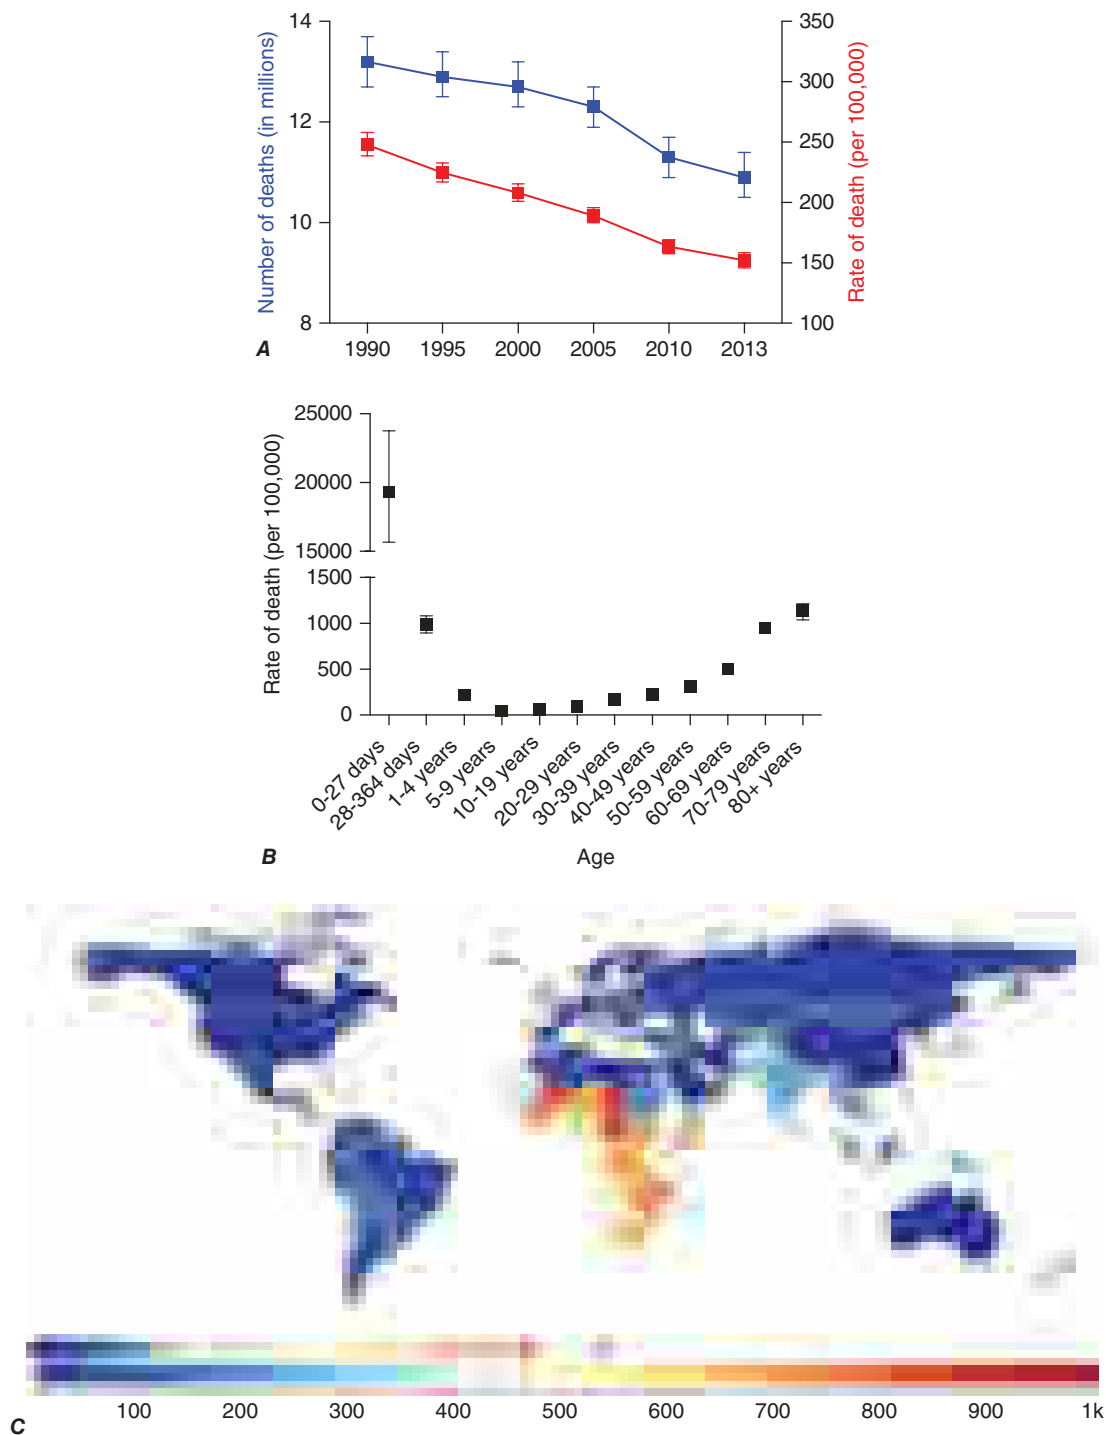 Number of deaths (in millions)
14
12
10
8
350
300
250
200
150
100
Rate of death (per 100,000)
1990 1995 2000 2005 2010 2013
A
Rate of death (per 100,000)
25000
20000
15000
1500
1000
500
0
0-27 days
28-364 days
1-4 years
5-9 years
10-19 years
20-29 years
30-39 years
40-49 years
50-59 years
60-69 years
70-79 years
80+ years
B
Age
100 200 300 400 500 600 700 800 900 1k
C